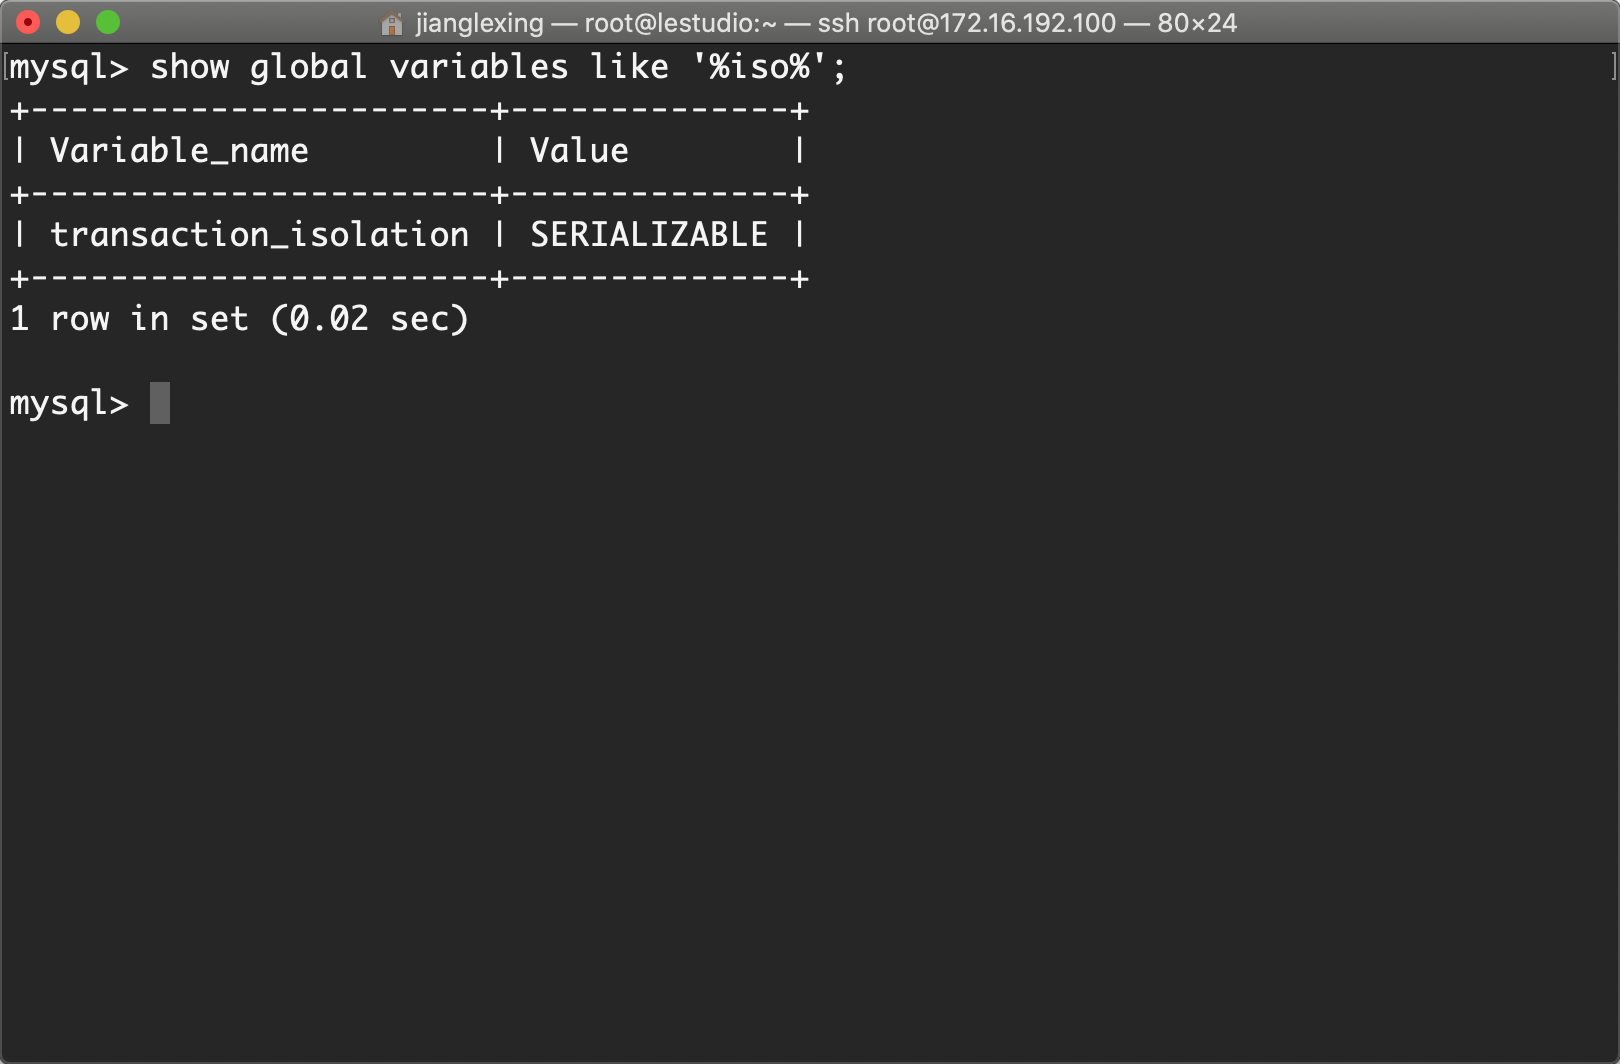 jianglexing — root@lestudio:~ — ssh root@172.16.192.100 — 80×24
mysql> show global variables like '%iso%';
+-----------------------+--------------+
| Variable_name         | Value        |
+-----------------------+--------------+
| transaction_isolation | SERIALIZABLE |
+-----------------------+--------------+
1 row in set (0.02 sec)
mysql>